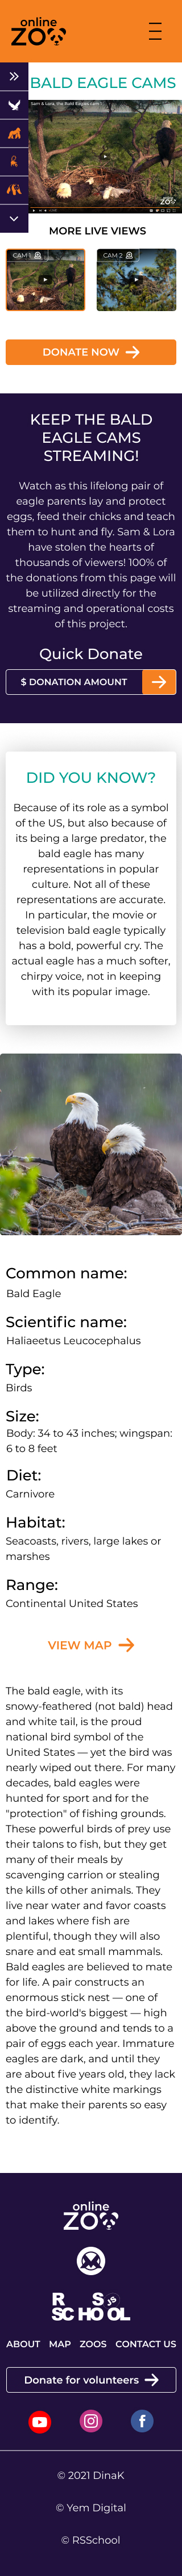 online
ZOO
BALD EAGLE CAMS
Sam & Lora, the Bald Eagles cam
MORE LIVE VIEWS
CAM 1
CAM 2
DONATE NOW
KEEP THE BALD
EAGLE CAMS
STREAMING!
Watch as this lifelong pair of
eagle parents lay and protect
eggs, feed their chicks and teach
them to hunt and fly. Sam & Lora
have stolen the hearts of
thousands of viewers! 100% of
the donations from this page will
be utilized directly for the
streaming and operational costs
of this project.
Quick Donate
$ DONATION AMOUNT
DID YOU KNOW?
Because of its role as a symbol
of the US, but also because of
its being a large predator, the
bald eagle has many
representations in popular
culture. Not all of these
representations are accurate.
In particular, the movie or
television bald eagle typically
has a bold, powerful cry. The
actual eagle has a much softer,
chirpy voice, not in keeping
with its popular image.
Common name:
Bald Eagle
Scientific name:
Haliaeetus Leucocephalus
Type:
Birds
Size:
Body: 34 to 43 inches; wingspan:
6 to 8 feet
Diet:
Carnivore
Habitat:
Seacoasts, rivers, large lakes or
marshes
Range:
Continental United States
VIEW MAP
The bald eagle, with its
snowy-feathered (not bald) head
and white tail, is the proud
national bird symbol of the
United States — yet the bird was
nearly wiped out there. For many
decades, bald eagles were
hunted for sport and for the
"protection" of fishing grounds.
These powerful birds of prey use
their talons to fish, but they get
many of their meals by
scavenging carrion or stealing
the kills of other animals. They
live near water and favor coasts
and lakes where fish are
plentiful, though they will also
snare and eat small mammals.
Bald eagles are believed to mate
for life. A pair constructs an
enormous stick nest — one of
the bird-world's biggest — high
above the ground and tends to a
pair of eggs each year. Immature
eagles are dark, and until they
are about five years old, they lack
the distinctive white markings
that make their parents so easy
to identify.
online
ZOO
RS
SCHOOL
ABOUT MAP ZOOS CONTACT US
Donate for volunteers
© 2021 DinaK
© Yem Digital
© RSSchool